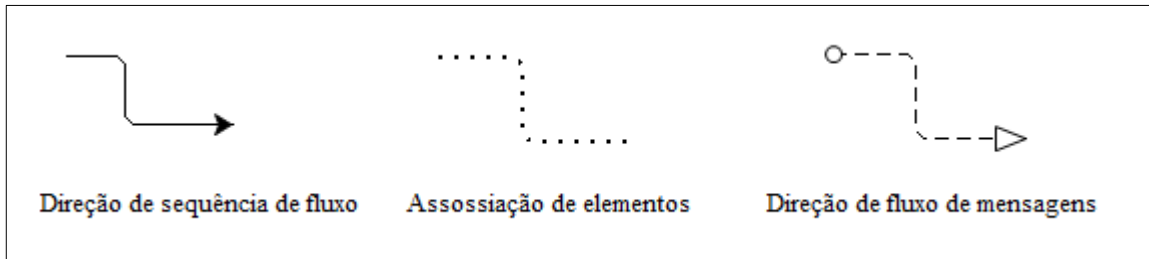 Direção de sequência de fluxo
Assossiação de elementos
Direção de fluxo de mensagens